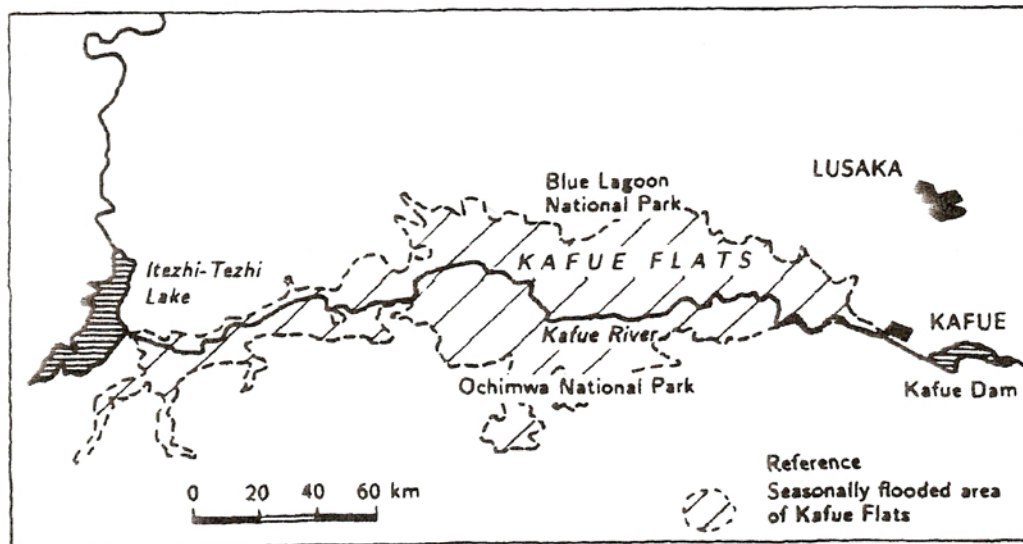 LUSAKA
Blue Lagoon
National Park
KAFUE FLATS
Itezhi-Tezhi
Lake
KAFUE
Kafue River
Ochimwa National Park
Kafue Dam
Reference
Seasonally flooded area
of Kafue Flats
0 20 40 60 km